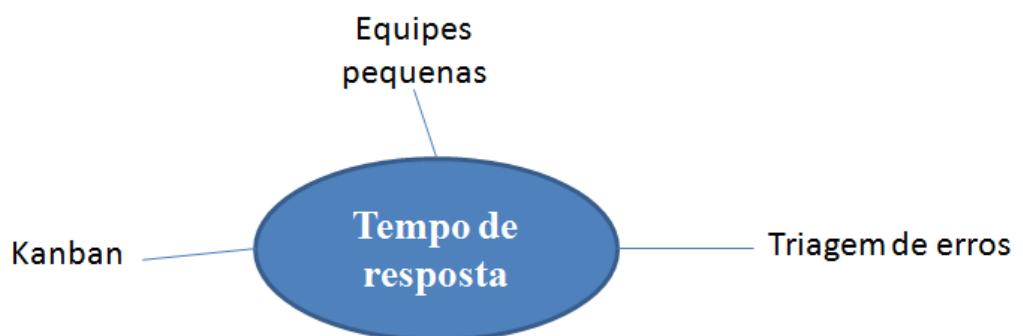 Equipes
pequenas
Tempo de
resposta
Kanban
Triagem de erros